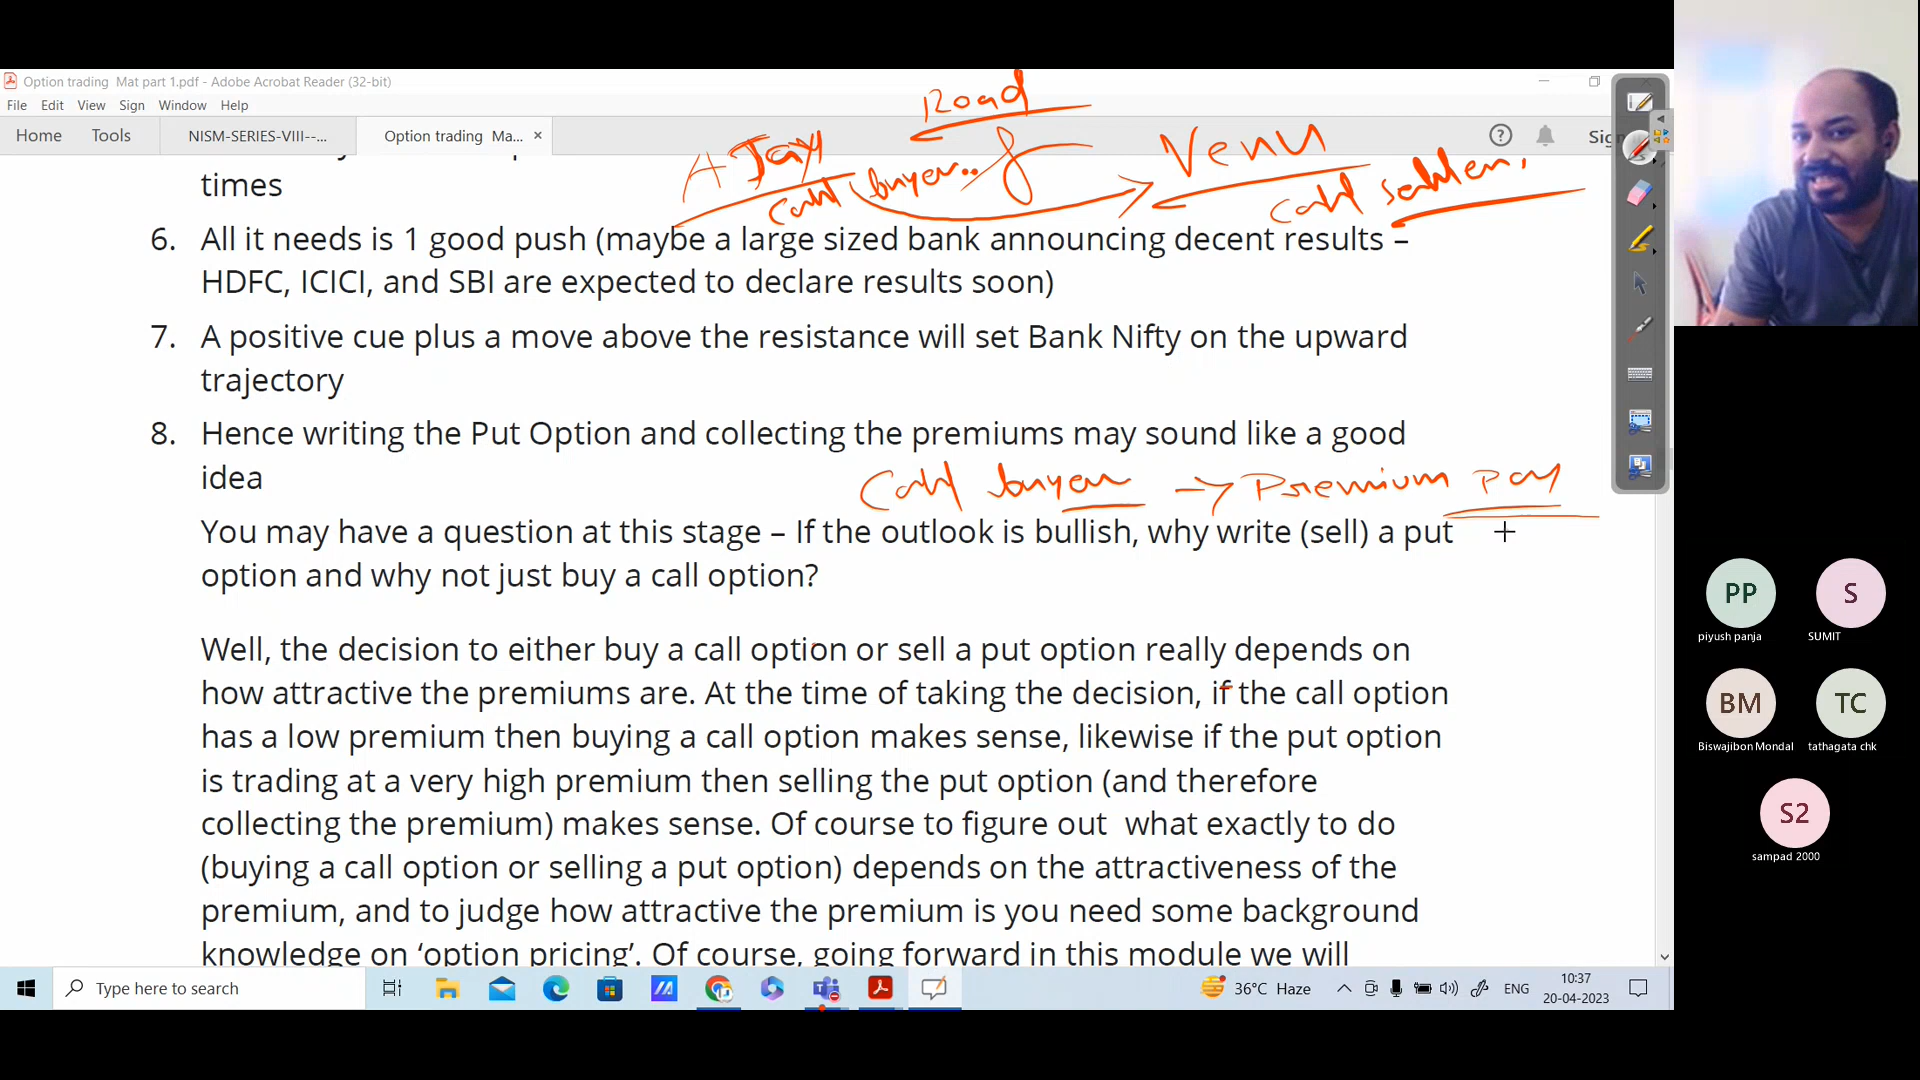 Option trading Mat part 1.pdf - Adobe Acrobat Reader (32-bit)
File Edit View Sign Window Help
Home Tools NISM-SERIES-VIII--... Option trading Ma... ×
Road
AJay Venu
Call buyer.. Call seller.
times
6. All it needs is 1 good push (maybe a large sized bank announcing decent results –
HDFC, ICICI, and SBI are expected to declare results soon)
7. A positive cue plus a move above the resistance will set Bank Nifty on the upward
trajectory
8. Hence writing the Put Option and collecting the premiums may sound like a good
idea
Call buyer → Premium pay
You may have a question at this stage – If the outlook is bullish, why write (sell) a put
option and why not just buy a call option?
Well, the decision to either buy a call option or sell a put option really depends on
how attractive the premiums are. At the time of taking the decision, if the call option
has a low premium then buying a call option makes sense, likewise if the put option
is trading at a very high premium then selling the put option (and therefore
collecting the premium) makes sense. Of course to figure out what exactly to do
(buying a call option or selling a put option) depends on the attractiveness of the
premium, and to judge how attractive the premium is you need some background
knowledge on ‘option pricing’. Of course, going forward in this module we will
PP S
piyush panja SUMIT
BM TC
Biswajibon Mondal tathagata chk
S2
sampad 2000
Type here to search
36°C Haze
ENG
10:37
20-04-2023